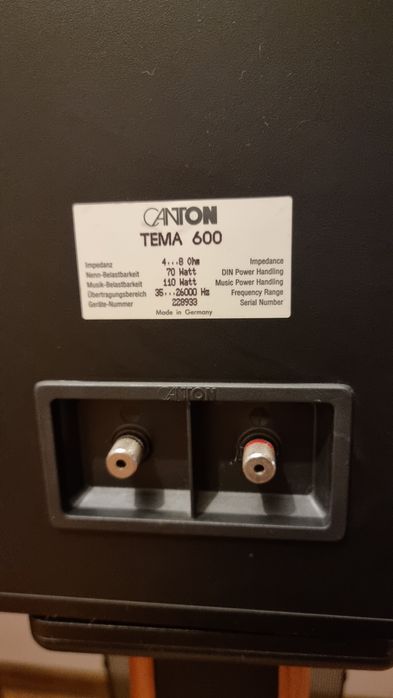 CANTON
TEMA 600
Impedanz 4...8 Ohm Impedance
Nenn-Belastbarkeit 70 Watt DIN Power Handling
Musik-Belastbarkeit 110 Watt Music Power Handling
Übertragungsbereich 35...26000 Hz Frequency Range
Geräte-Nummer 228933 Serial Number
Made in Germany
CANTON